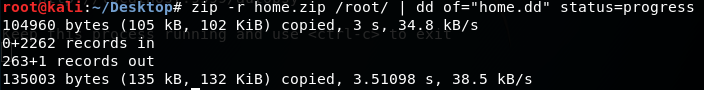 root@kali:~/Desktop# zip -r home.zip /root/ | dd of="home.dd" status=progress
104960 bytes (105 kB, 102 KiB) copied, 3 s, 34.8 kB/s
0+2262 records in
263+1 records out
135003 bytes (135 kB, 132 KiB) copied, 3.51098 s, 38.5 kB/s